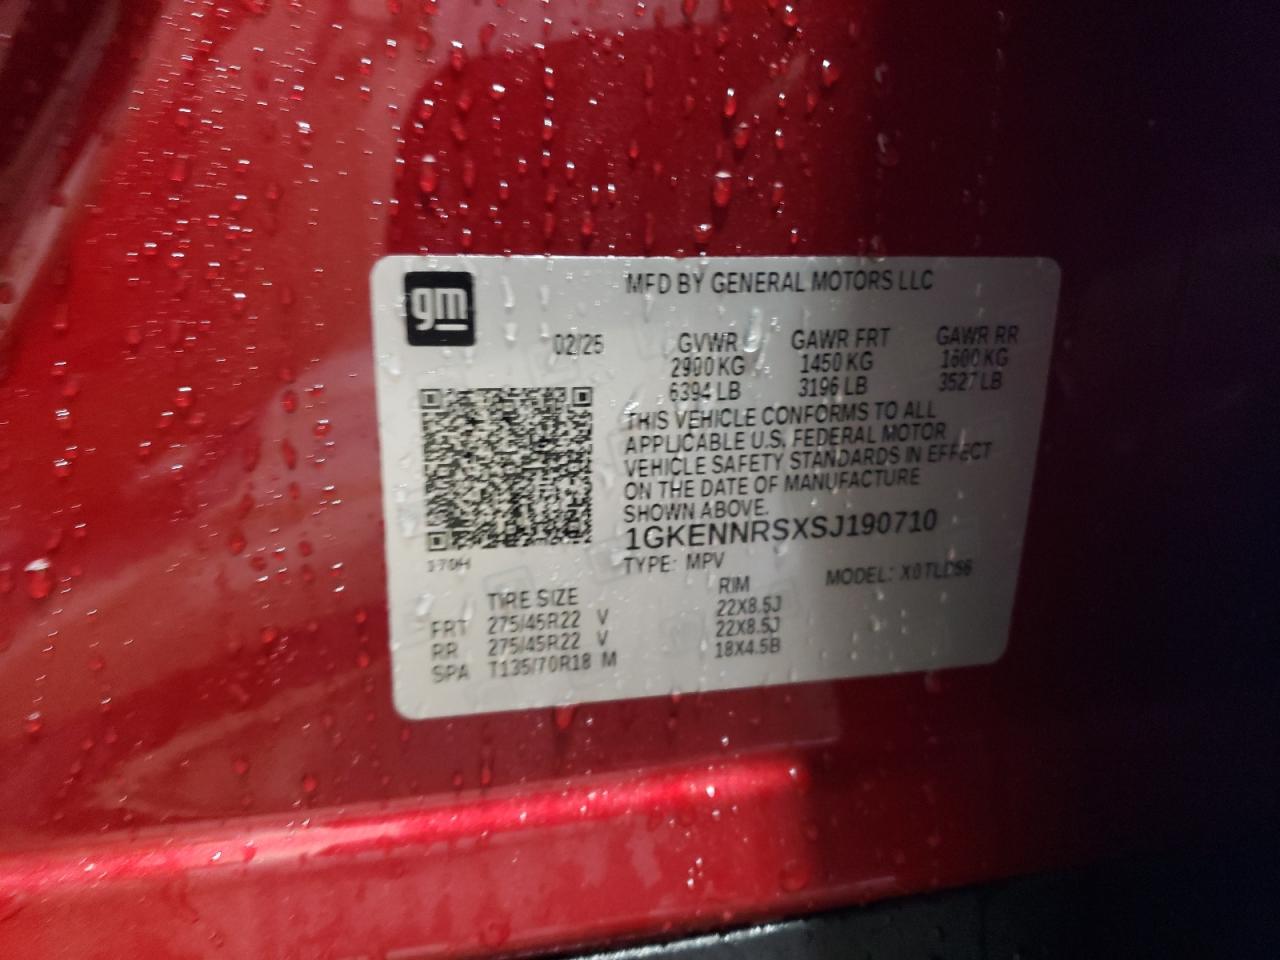 gm
MFD BY GENERAL MOTORS LLC
02/25 GVWR GAWR FRT GAWR RR
2900 KG 1450 KG 1600 KG
6394 LB 3196 LB 3527 LB
THIS VEHICLE CONFORMS TO ALL
APPLICABLE U.S. FEDERAL MOTOR
VEHICLE SAFETY STANDARDS IN EFFECT
ON THE DATE OF MANUFACTURE
SHOWN ABOVE.
1GKENNRSXSJ190710
TYPE: MPV MODEL:
TIRE SIZE RIM
FRT 275/45R22 V 22X8.5J
RR 275/45R22 V 22X8.5J
SPA T135/70R18 M 18X4.5B